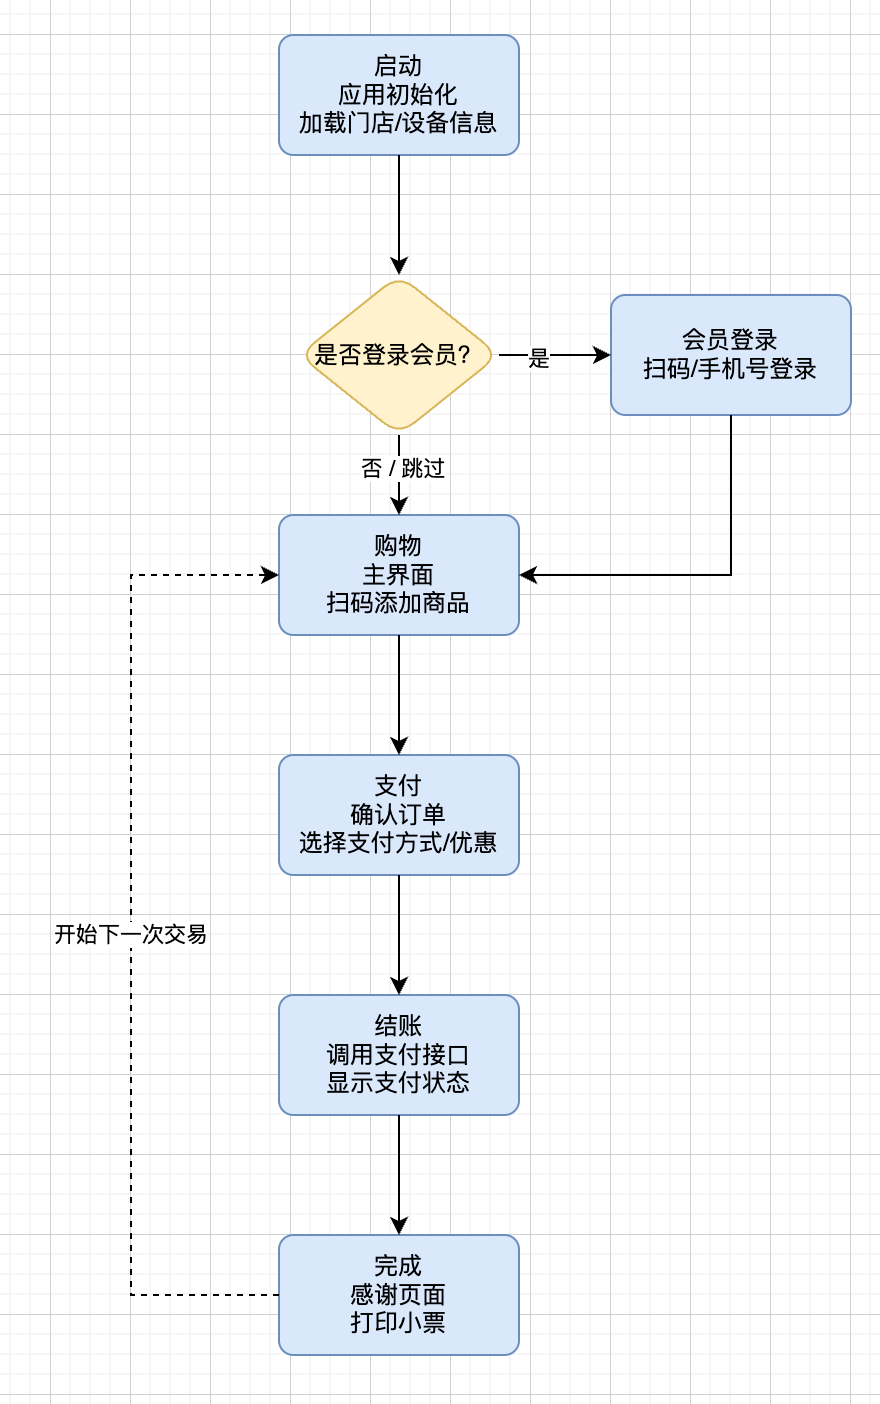 启动
应用初始化
加载门店/设备信息
是否登录会员?
是
会员登录
扫码/手机号登录
否 / 跳过
购物
主界面
扫码添加商品
支付
确认订单
选择支付方式/优惠
开始下一次交易
结账
调用支付接口
显示支付状态
完成
感谢页面
打印小票